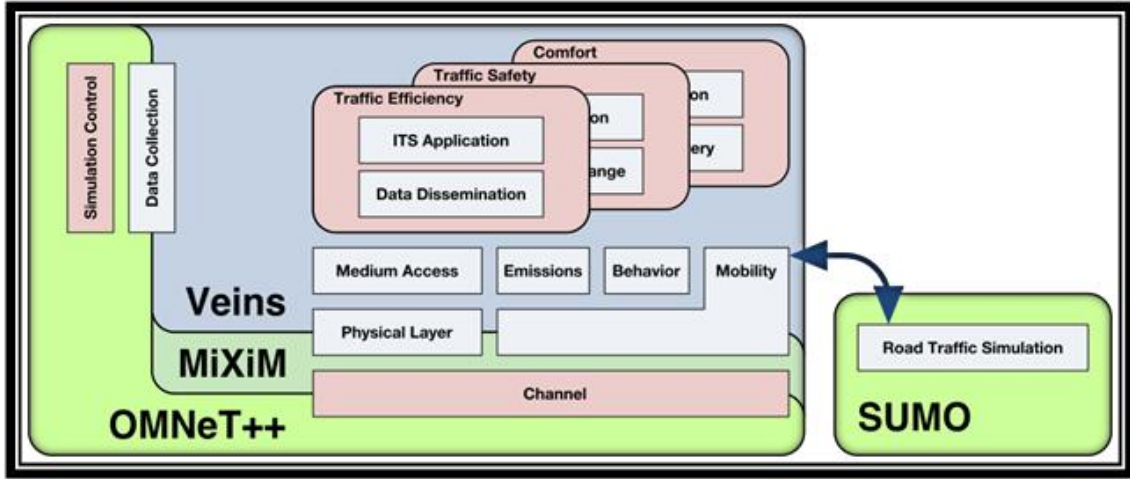 Comfort
on
ery
Traffic Safety
on
ange
Traffic Efficiency
ITS Application
Data Dissemination
Simulation Control
Data Collection
Medium Access
Emissions
Behavior
Mobility
Veins
Physical Layer
MiXiM
Channel
OMNeT++
Road Traffic Simulation
SUMO